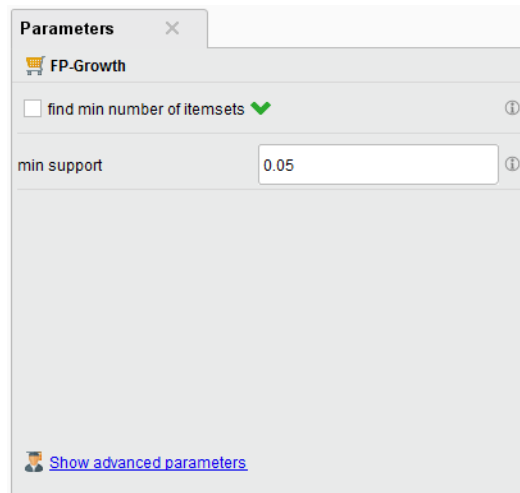 Parameters
FP-Growth
find min number of itemsets
min support 0.05
Show advanced parameters